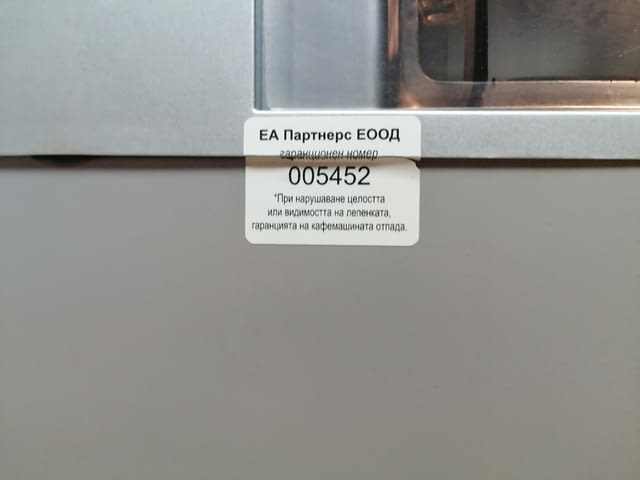 ЕА Партнерс ЕООД
гаранционен номер
005452
*При нарушаване целостта
или видимостта на лепенката,
гаранцията на кафемашината отпада.